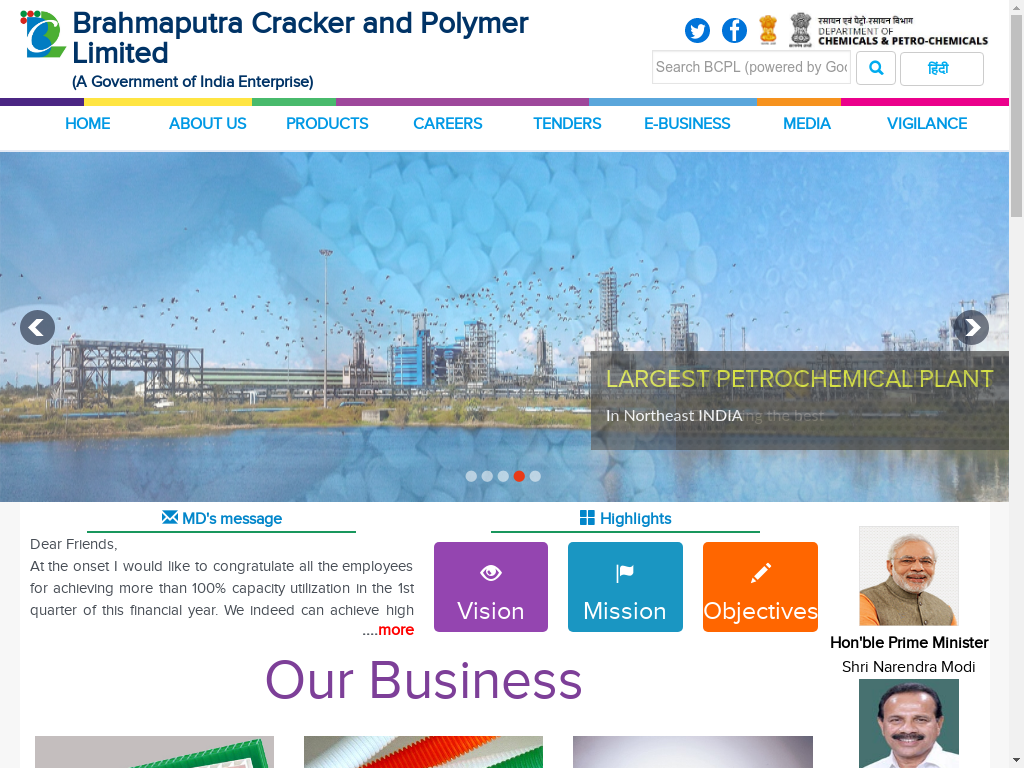 Brahmaputra Cracker and Polymer
Limited
(A Government of India Enterprise)
रसायन एवं पेट्रो-रसायन विभाग
DEPARTMENT OF
CHEMICALS & PETRO-CHEMICALS
Search BCPL (powered by Goo
हिंदी
HOME ABOUT US PRODUCTS CAREERS TENDERS E-BUSINESS MEDIA VIGILANCE
LARGEST PETROCHEMICAL PLANT
In Northeast INDIA
MD's message
Dear Friends,
At the onset I would like to congratulate all the employees
for achieving more than 100% capacity utilization in the 1st
quarter of this financial year. We indeed can achieve high
....more
Highlights
Vision
Mission
Objectives
Hon'ble Prime Minister
Shri Narendra Modi
Our Business